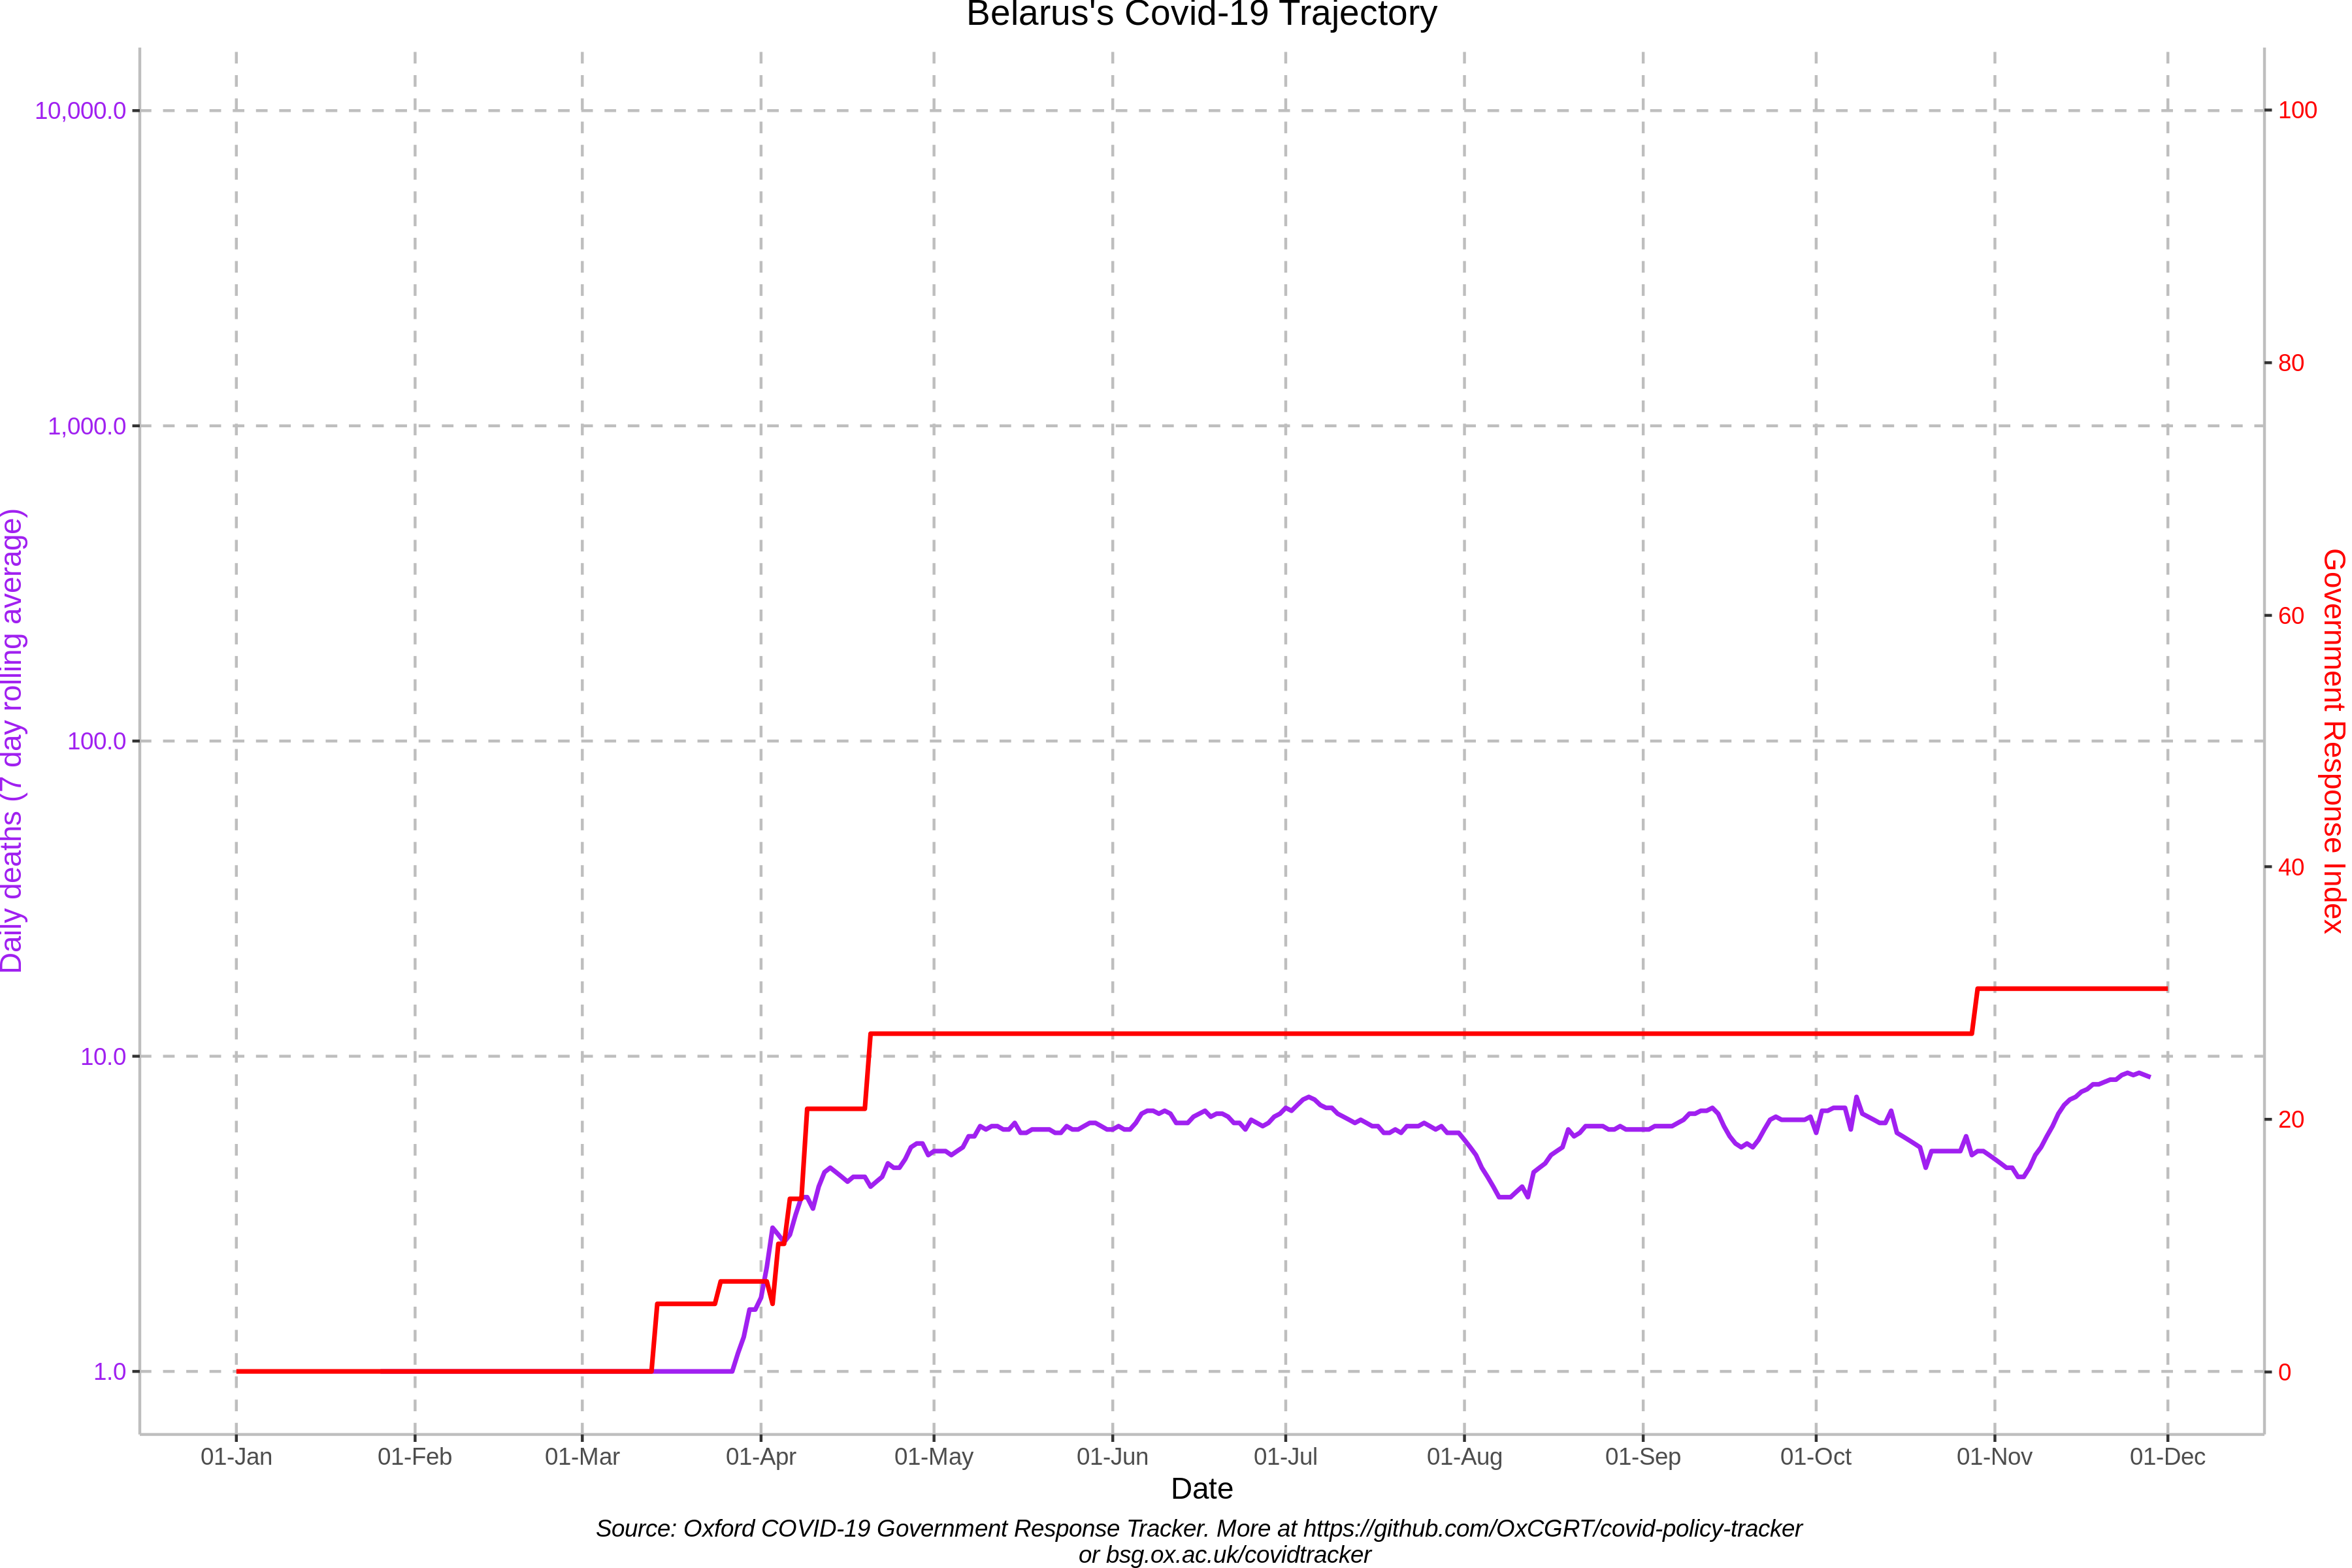 Belarus's Covid-19 Trajectory
10,000.0
1,000.0
100.0
10.0
1.0
Daily deaths (7 day rolling average)
100
80
60
40
20
0
Government Response Index
01-Jan 01-Feb 01-Mar 01-Apr 01-May 01-Jun 01-Jul 01-Aug 01-Sep 01-Oct 01-Nov 01-Dec
Date
Source: Oxford COVID-19 Government Response Tracker. More at https://github.com/OxCGRT/covid-policy-tracker
or bsg.ox.ac.uk/covidtracker